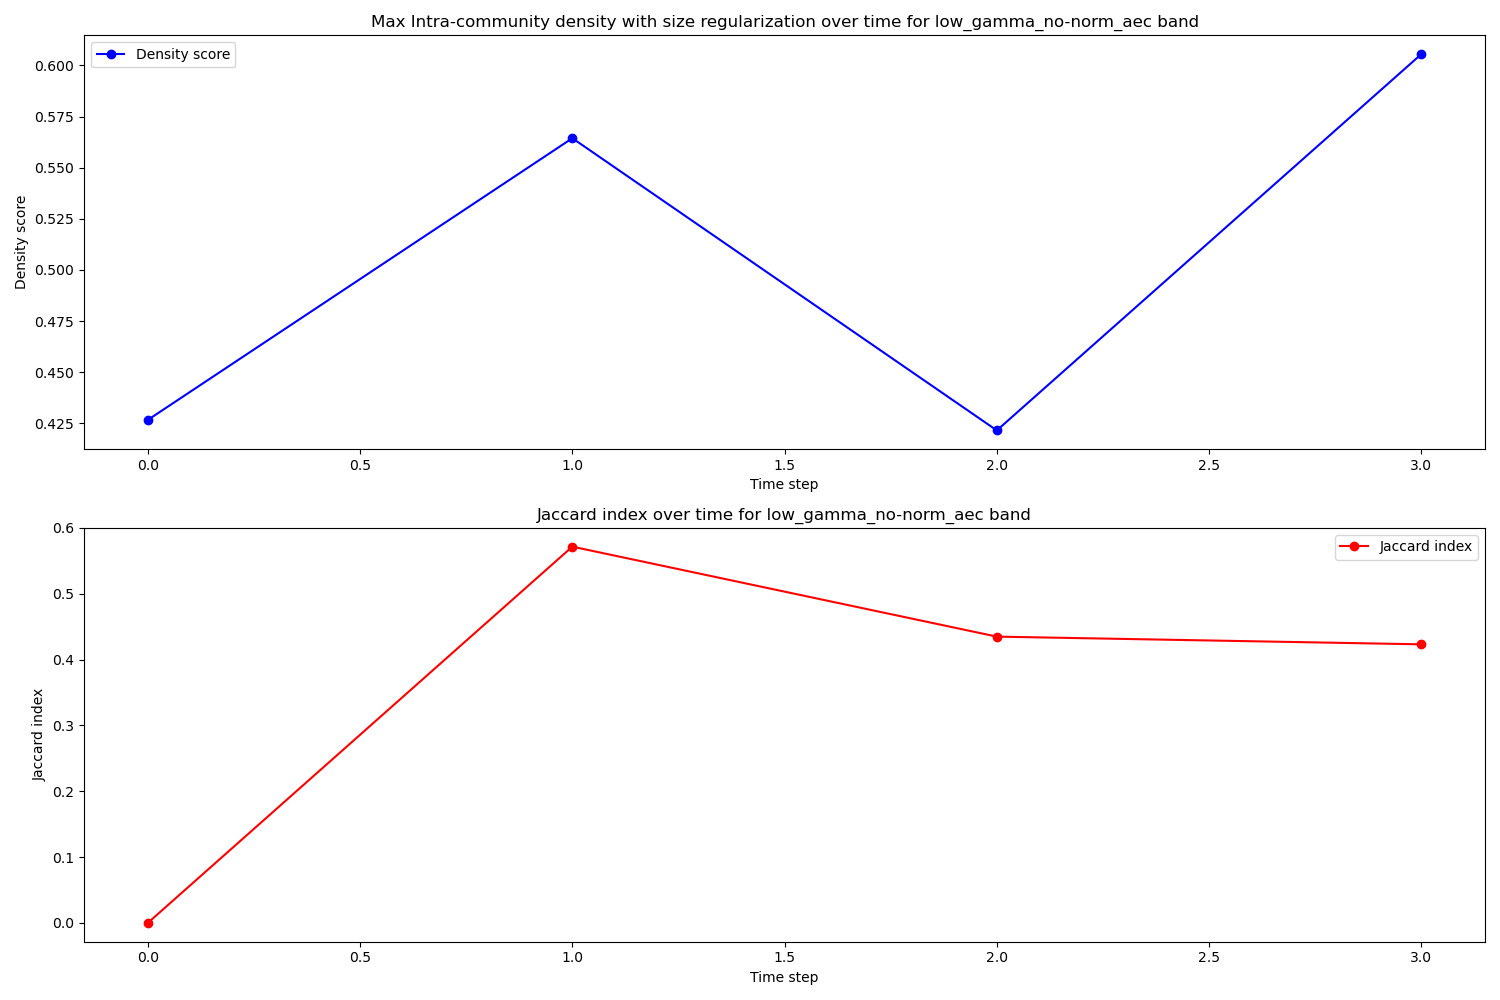 Max Intra-community density with size regularization over time for low_gamma_no-norm_aec band
Density score
0.600
0.575
0.550
0.525
0.500
0.475
0.450
0.425
Density score
0.0 0.5 1.0 1.5 2.0 2.5 3.0
Time step
Jaccard index over time for low_gamma_no-norm_aec band
Jaccard index
0.6
0.5
0.4
0.3
0.2
0.1
0.0
Jaccard index
0.0 0.5 1.0 1.5 2.0 2.5 3.0
Time step